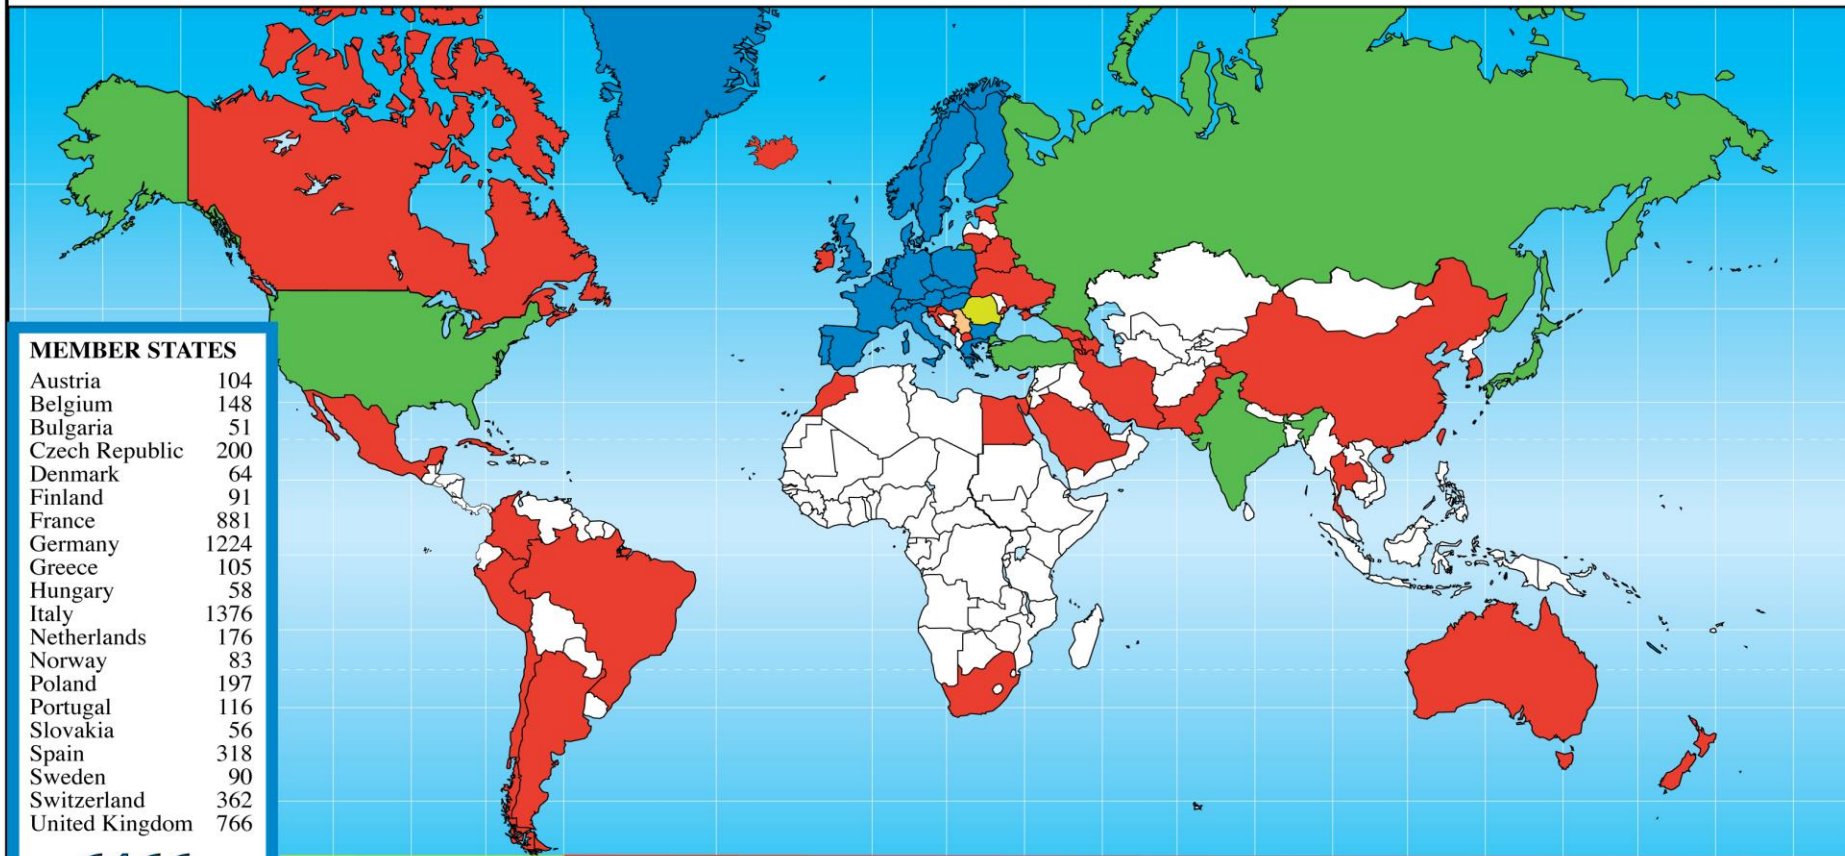 MEMBER STATES
Austria 104
Belgium 148
Bulgaria 51
Czech Republic 200
Denmark 64
Finland 91
France 881
Germany 1224
Greece 105
Hungary 58
Italy 1376
Netherlands 176
Norway 83
Poland 197
Portugal 116
Slovakia 56
Spain 318
Sweden 90
Switzerland 362
United Kingdom 766